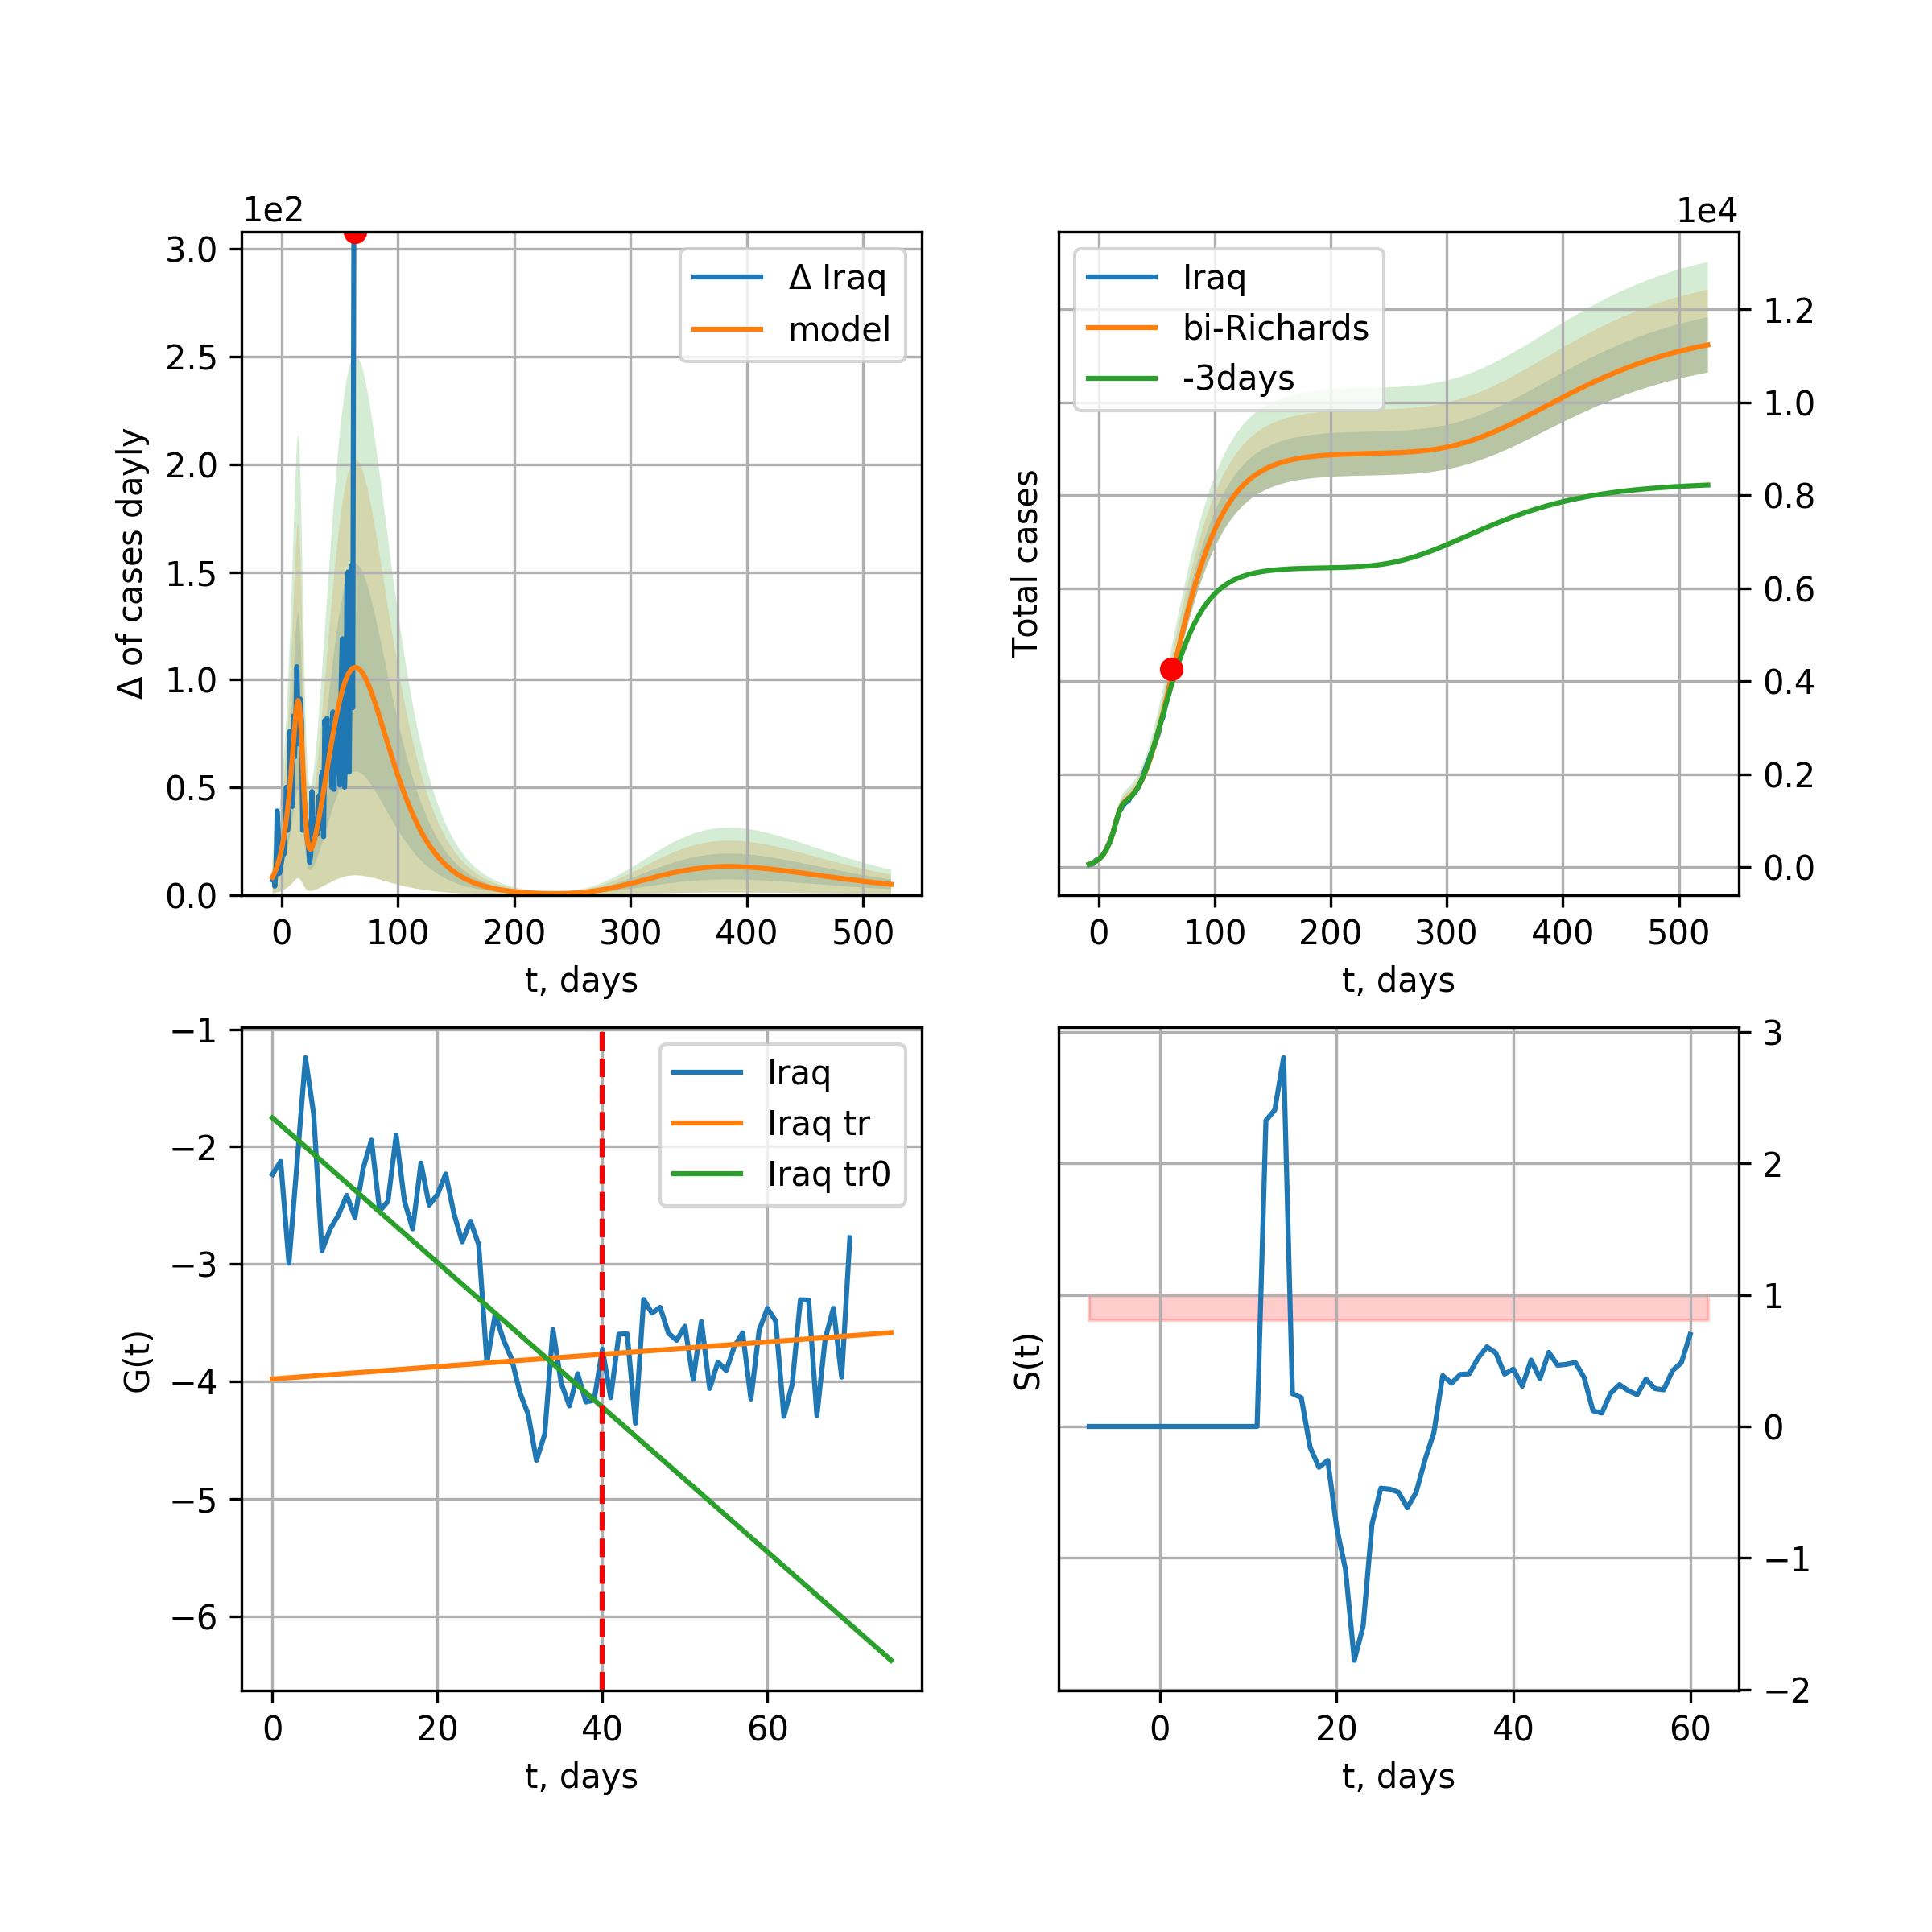 1e2
3.0
2.5
2.0
1.5
1.0
0.5
0.0
Δ of cases dayly
Δ Iraq
model
0 100 200 300 400 500
t, days
1e4
Iraq
bi-Richards
-3days
Total cases
1.2
1.0
0.8
0.6
0.4
0.2
0.0
0 100 200 300 400 500
t, days
−1
−2
−3
−4
−5
−6
G(t)
Iraq
Iraq tr
Iraq tr0
0 20 40 60
t, days
S(t)
3
2
1
0
−1
−2
0 20 40 60
t, days